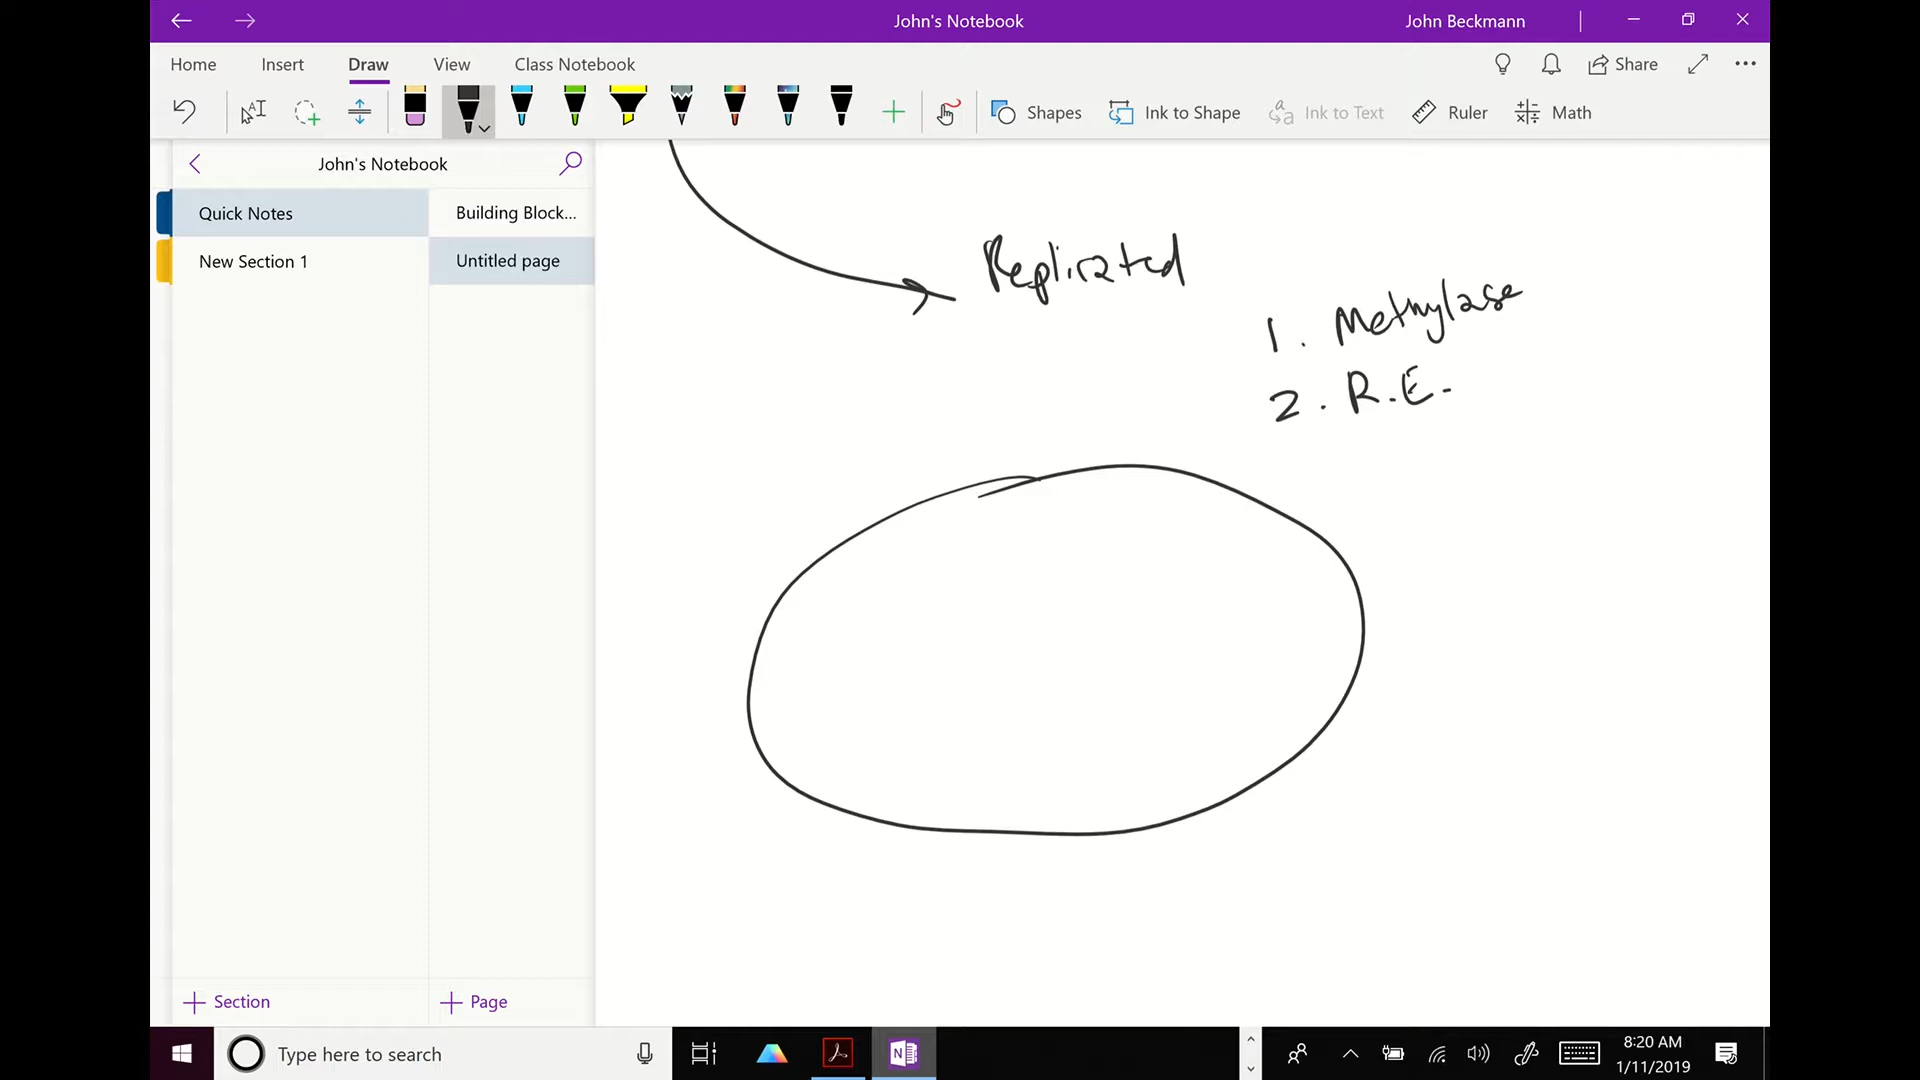 John's Notebook
John Beckmann
Home
Insert
Draw
View
Class Notebook
Share
Shapes
Ink to Shape
Ink to Text
Ruler
Math
John's Notebook
Quick Notes
New Section 1
Building Block...
Untitled page
Replicated
1. Methylase
2. R.E.
Section
Page
Type here to search
8:20 AM
1/11/2019